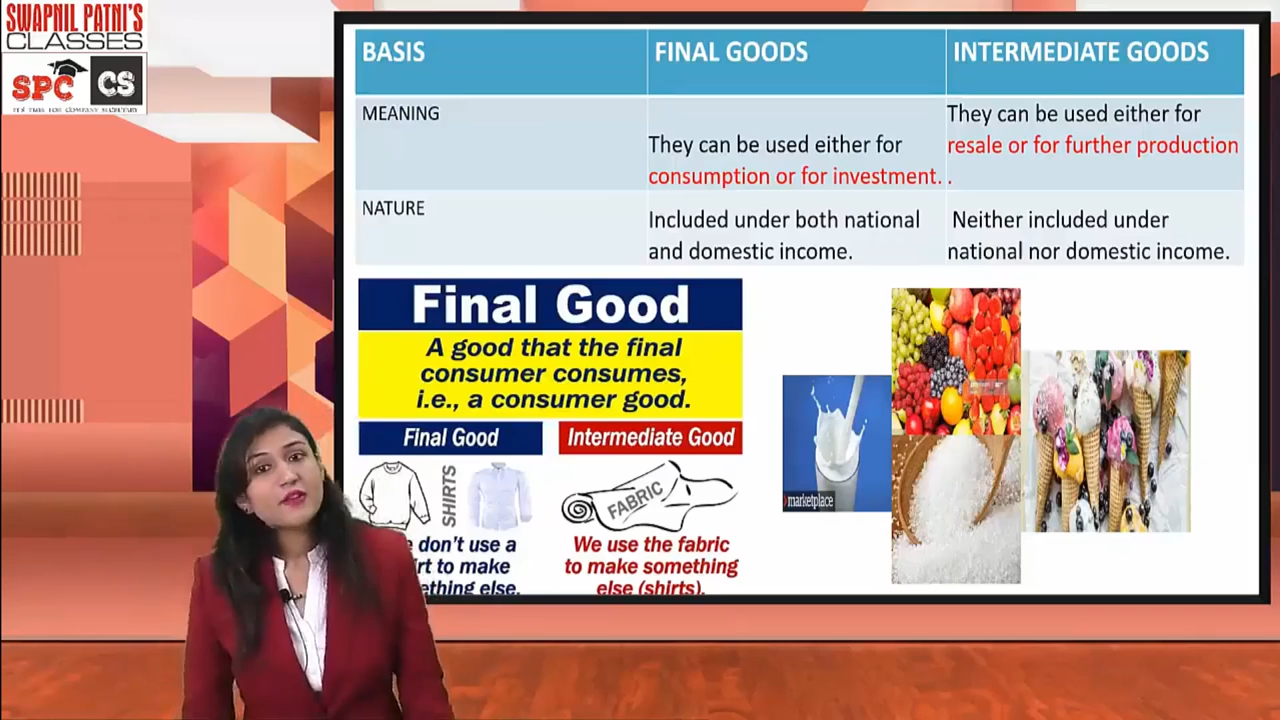 SWAPNIL PATNI'S
CLASSES
SPC CS
BASIS FINAL GOODS INTERMEDIATE GOODS
MEANING
They can be used either for
consumption or for investment.
They can be used either for
resale or for further production
.
NATURE
Included under both national
and domestic income.
Neither included under
national nor domestic income.
Final Good
A good that the final
consumer consumes,
i.e., a consumer good.
Final Good
Intermediate Good
SHIRTS
FABRIC
don't use a
to make
else.
We use the fabric
to make something
else (shirts).
marketplace